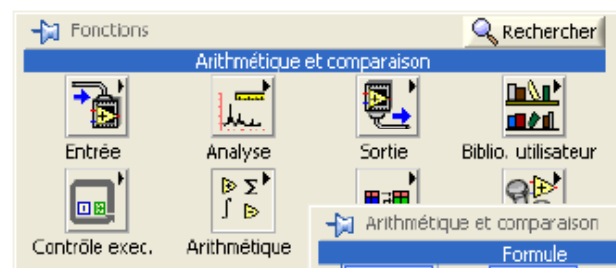 Fonctions Rechercher
Arithmétique et comparaison
Entrée Analyse Sortie Biblio. utilisateur
Contrôle exec. Arithmétique
Arithmétique et comparaison
Formule